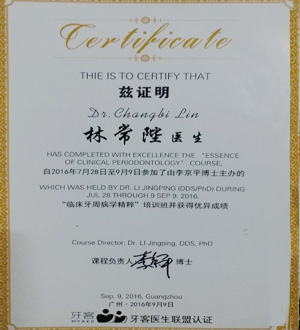 Certificate
THIE IS TO CERTIFY THAT
兹证明
Dr. Changbi Lin
林常陛 医生
HAS COMPLETED WITH EXCELLENCE THE "ESSENCE
OF CLINICAL PERIODONTOLOGY" COURSE,
自2016年7月28日至9月9日参加了由李京平博士主办的
WHICH WAS HELD BY DR. LI JINGPING (DDS/PhD) DURING
JUL 28 THROUGH 9 SEP 9, 2016.
"临床牙周病学精粹"培训班并获得优异成绩
Course Director: Dr. LI Jingping, DDS, PhD
课程负责人 博士
Sep. 9, 2016, Guangzhou
广州·2016年9月9日
牙客 牙客医生联盟认证